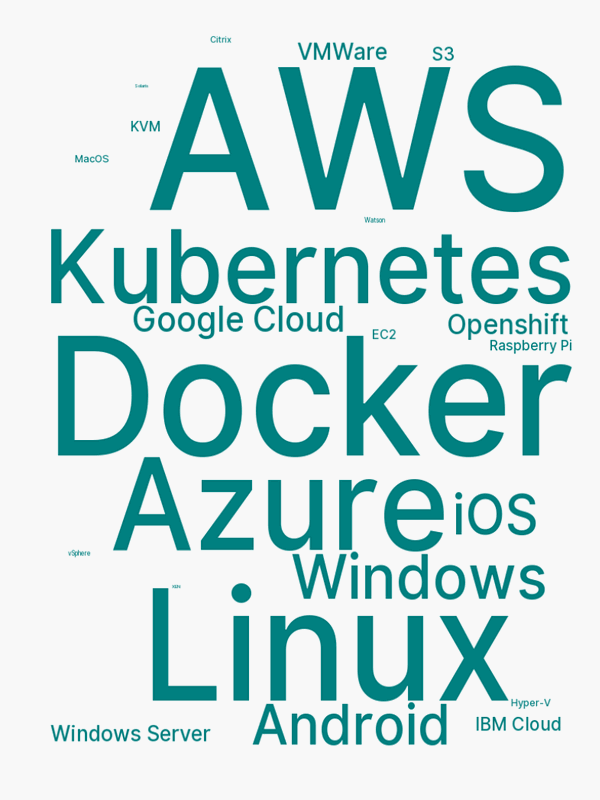 Citrix
VMWare
S3
AWS
KVM
MacOS
Watson
Kubernetes
Google Cloud
EC2
Openshift
Raspberry Pi
Docker
Azure
ios
vSphere
Windows
Linux
Hyper-V
Android
IBM Cloud
Windows Server